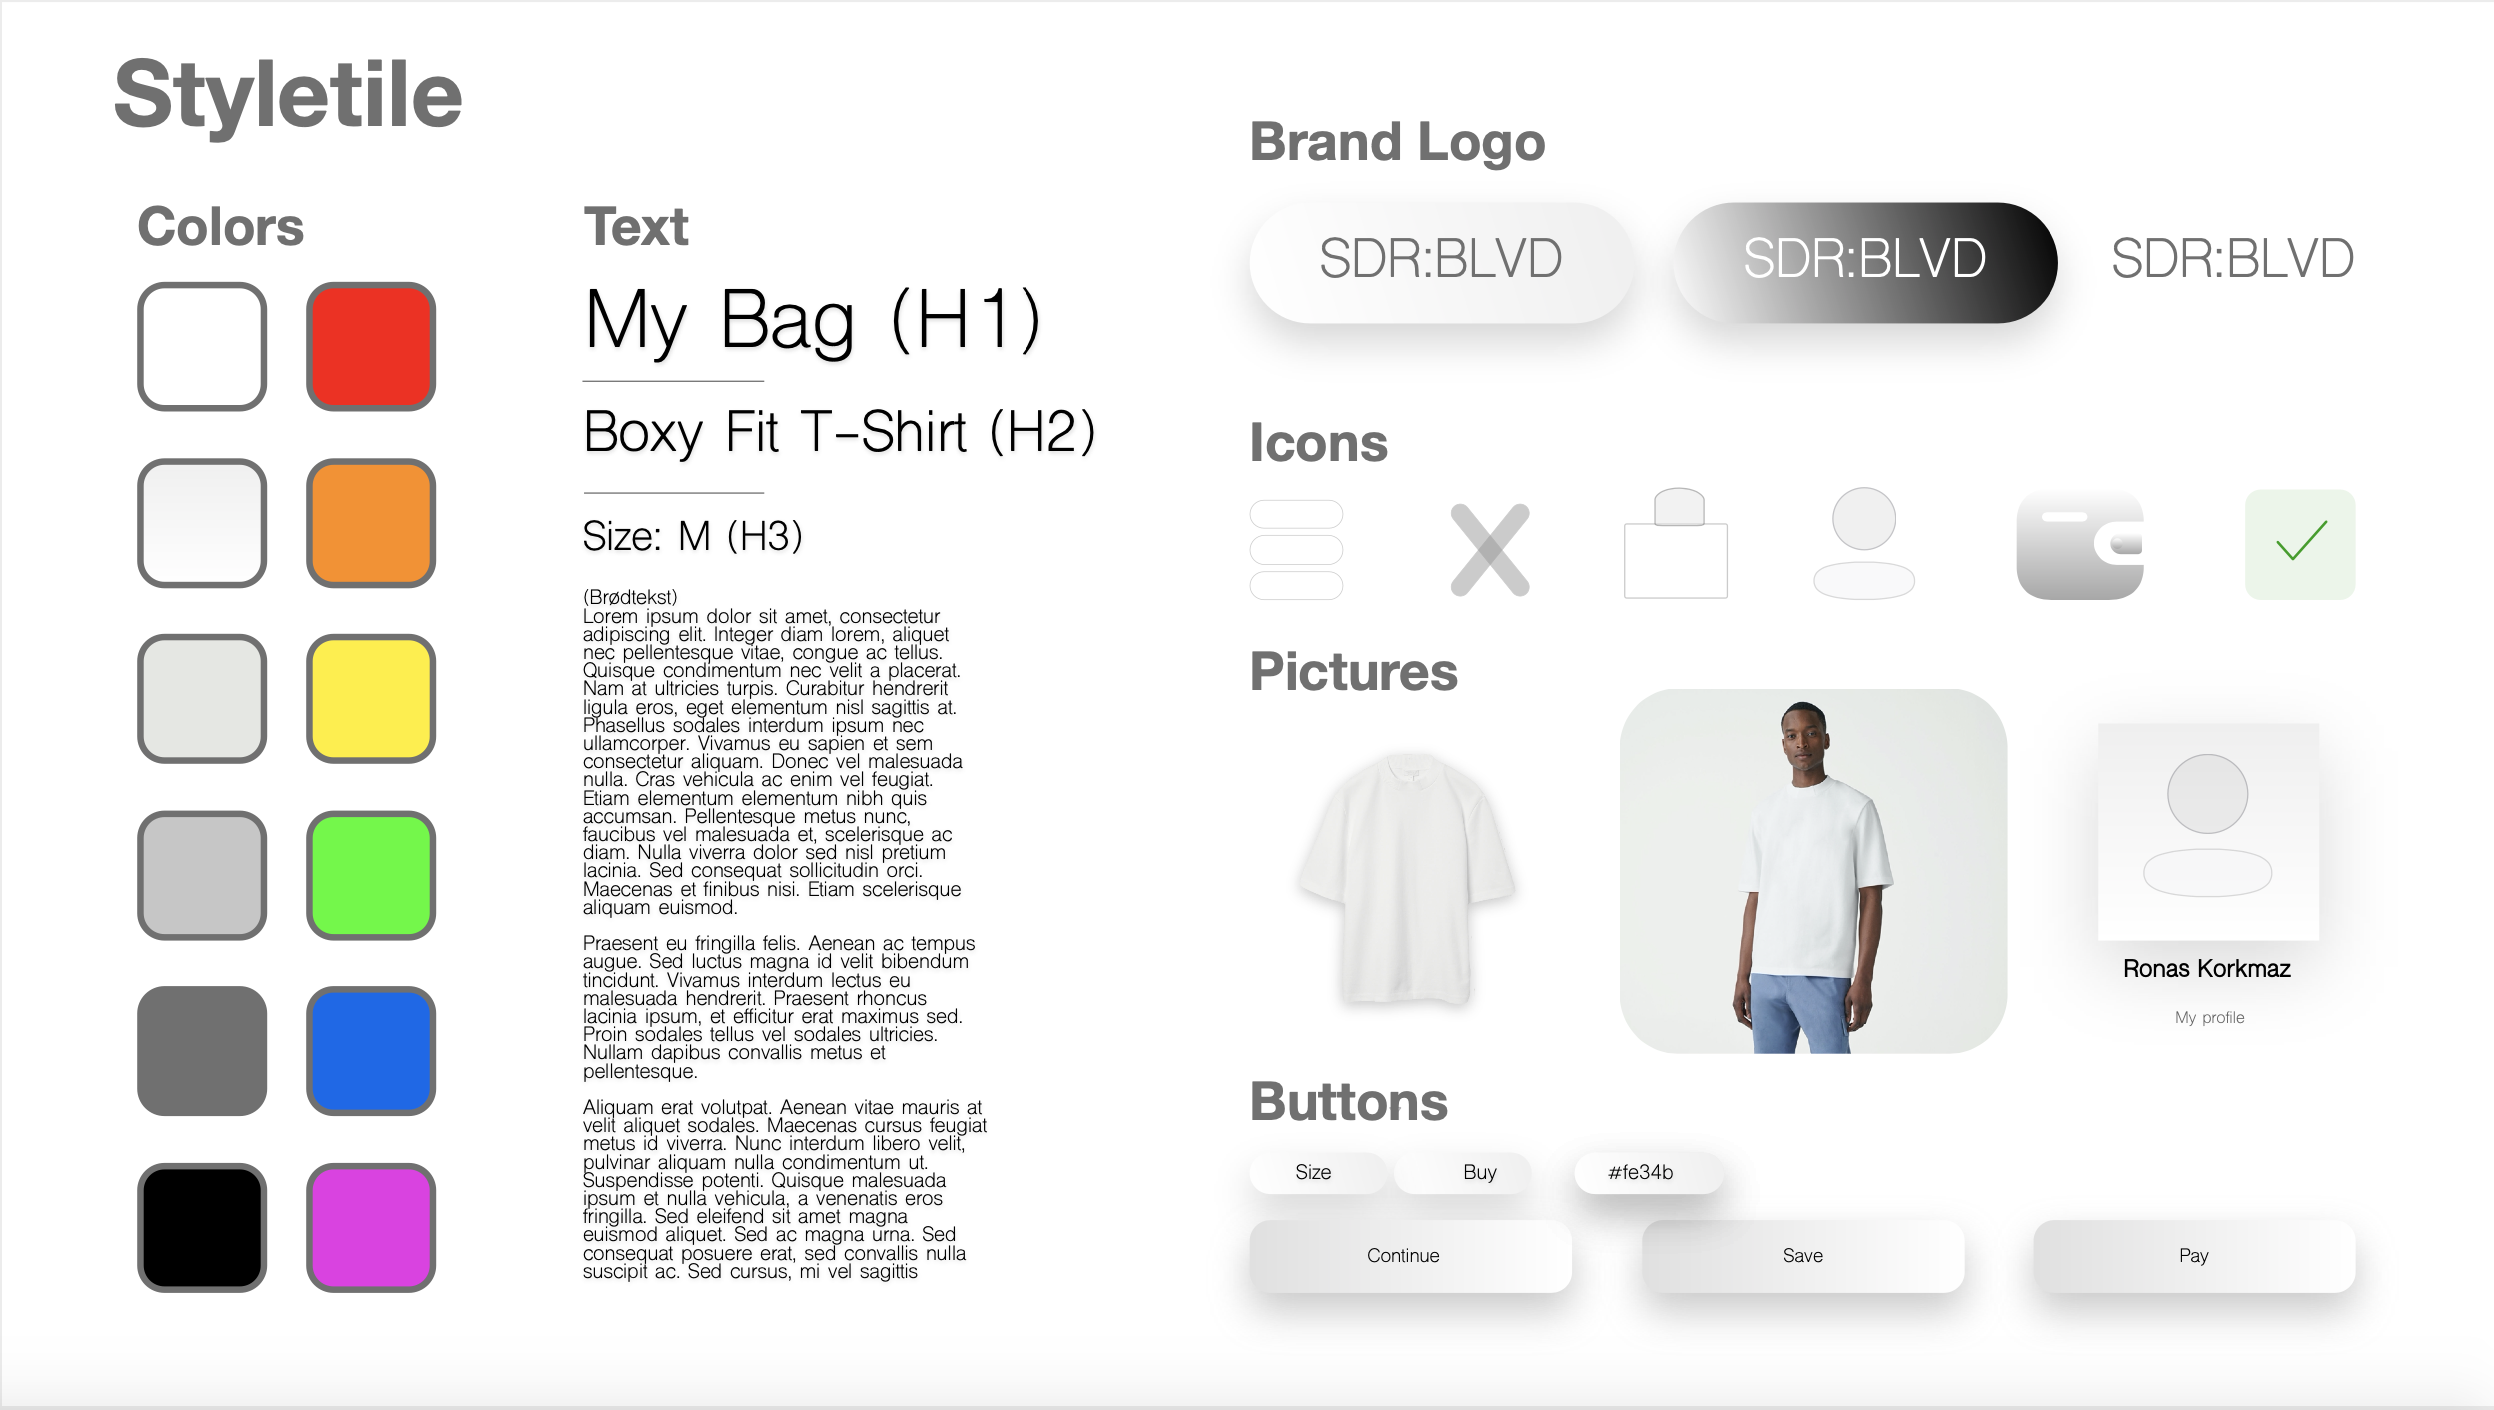 Styletile
Colors
Text
My Bag (H1)
Boxy Fit T-Shirt (H2)
Size: M (H3)
(Brødtekst)
Lorem ipsum dolor sit amet, consectetur
adipiscing elit. Integer diam lorem, aliquet
nec pellentesque vitae, congue ac tellus.
Quisque condimentum nec velit a placerat.
Nam at ultricies turpis. Curabitur hendrerit
ligula eros, eget elementum nisl sagittis at.
Phasellus sodales interdum ipsum nec
ullamcorper. Vivamus eu sapien et sem
consectetur aliquam. Donec vel malesuada
nulla. Cras vehicula ac enim vel feugiat.
Etiam elementum elementum nibh quis
accumsan. Pellentesque metus nunc,
faucibus vel malesuada et, scelerisque ac
diam. Nulla viverra dolor sed nisl pretium
lacinia. Sed consequat sollicitudin orci.
Maecenas et finibus nisi. Etiam scelerisque
aliquam euismod.
Praesent eu fringilla felis. Aenean ac tempus
augue. Sed luctus magna id velit bibendum
tincidunt. Vivamus interdum lectus eu
malesuada hendrerit. Praesent rhoncus
lacinia ipsum, et efficitur erat maximus sed.
Proin sodales tellus vel sodales ultricies.
Nullam dapibus convallis metus et
pellentesque.
Aliquam erat volutpat. Aenean vitae mauris at
velit aliquet sodales. Maecenas cursus feugiat
metus id viverra. Nunc interdum libero velit,
pulvinar aliquam nulla condimentum ut.
Suspendisse potenti. Quisque malesuada
ipsum et nulla vehicula, a venenatis eros
fringilla. Sed eleifend sit amet magna
euismod aliquet. Sed ac magna urna. Sed
consequat posuere erat, sed convallis nulla
suscipit ac. Sed cursus, mi vel sagittis
Brand Logo
SDR:BLVD
SDR:BLVD
SDR:BLVD
Icons
Pictures
Ronas Korkmaz
My profile
Buttons
Size
Buy
#fe34b
Continue
Save
Pay